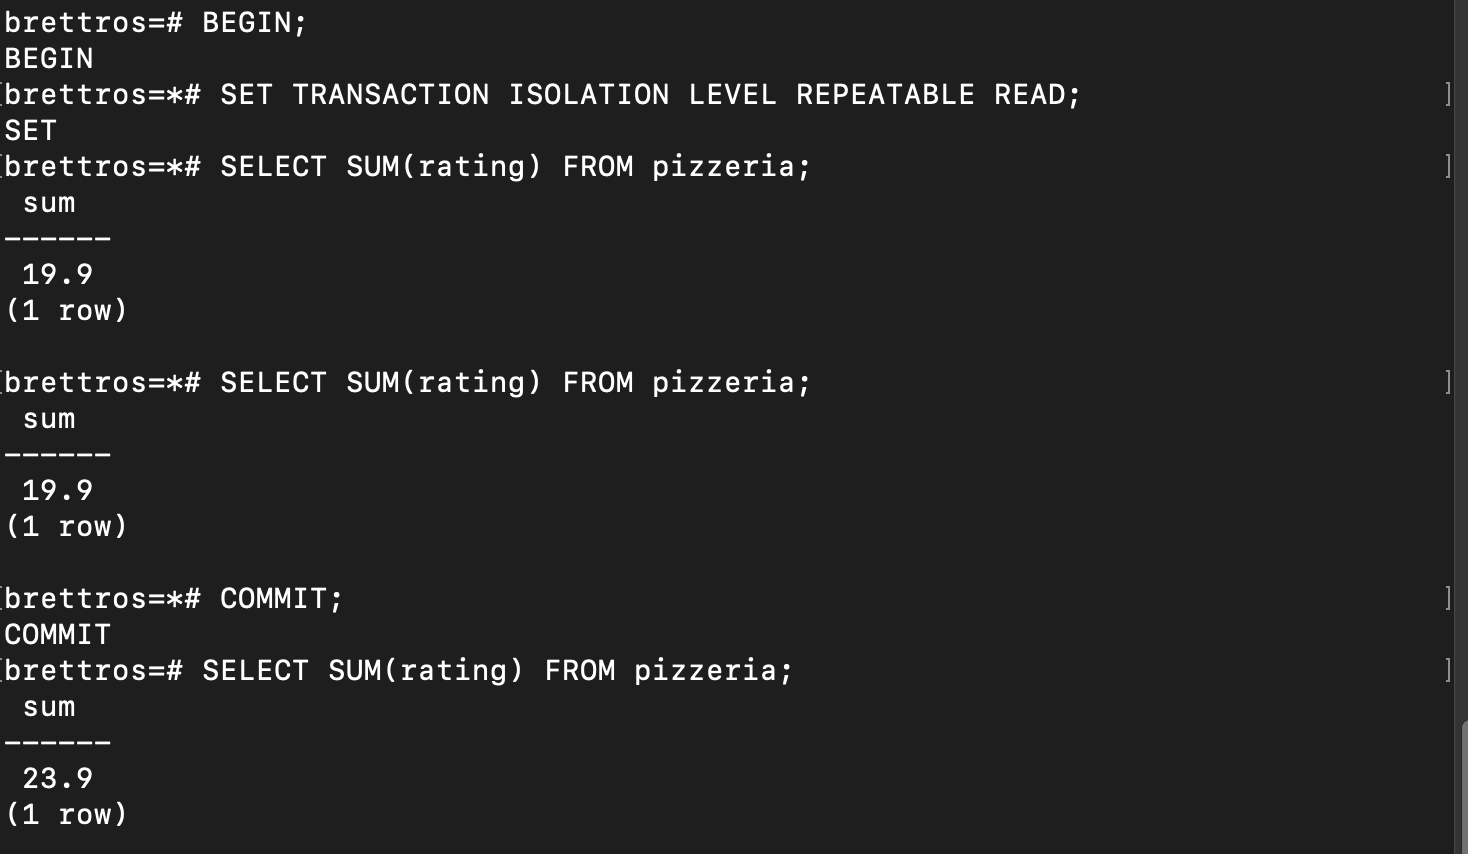 brettros=# BEGIN;
BEGIN
[brettros=*# SET TRANSACTION ISOLATION LEVEL REPEATABLE READ; ]
SET
[brettros=*# SELECT SUM(rating) FROM pizzeria; ]
sum
------
19.9
(1 row)
[brettros=*# SELECT SUM(rating) FROM pizzeria; ]
sum
------
19.9
(1 row)
[brettros=*# COMMIT; ]
COMMIT
[brettros=# SELECT SUM(rating) FROM pizzeria; ]
sum
------
23.9
(1 row)